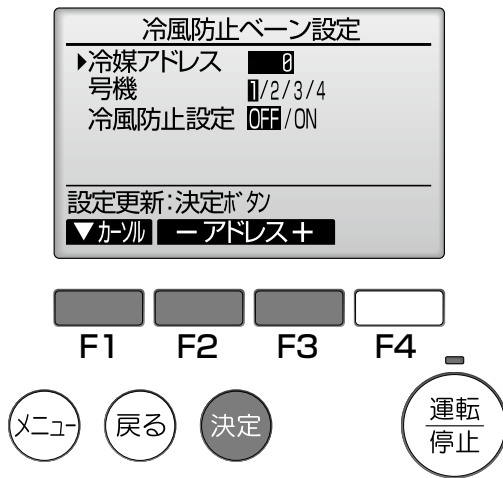 冷風防止ベーン設定
▶冷媒アドレス 0
号機 1/2/3/4
冷風防止設定 OFF/ON
設定更新:決定ボタン
▼カーソル －アドレス＋
F1 F2 F3 F4
メニュー 戻る 決定 運転
停止